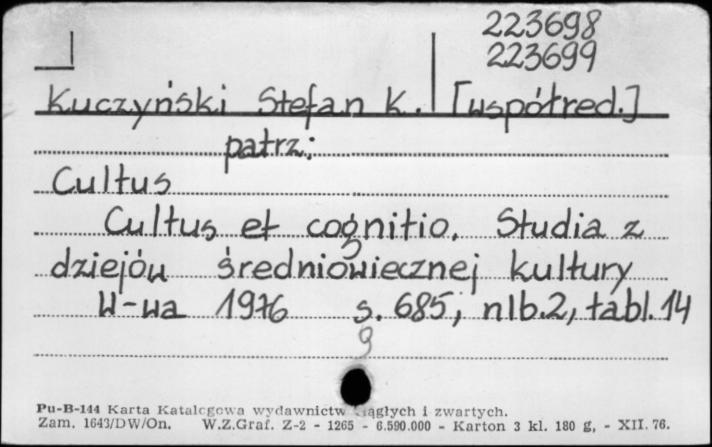 223698
223699
Kuczyński Stefan K. [współred.]
patrz:
Cultus
Cultus et cognitio. Studia z
dziejów średniowiecznej kultury
W-wa 1976 s. 685, nlb.2, tabl.14
g
Pu-B-144 Karta Katalogowa wydawnictw ciągłych i zwartych.
Zam. 1643/DW/On. W.Z.Graf. Z-2 - 1265 - 6.590.000 - Karton 3 kl. 180 g, - XII. 76.